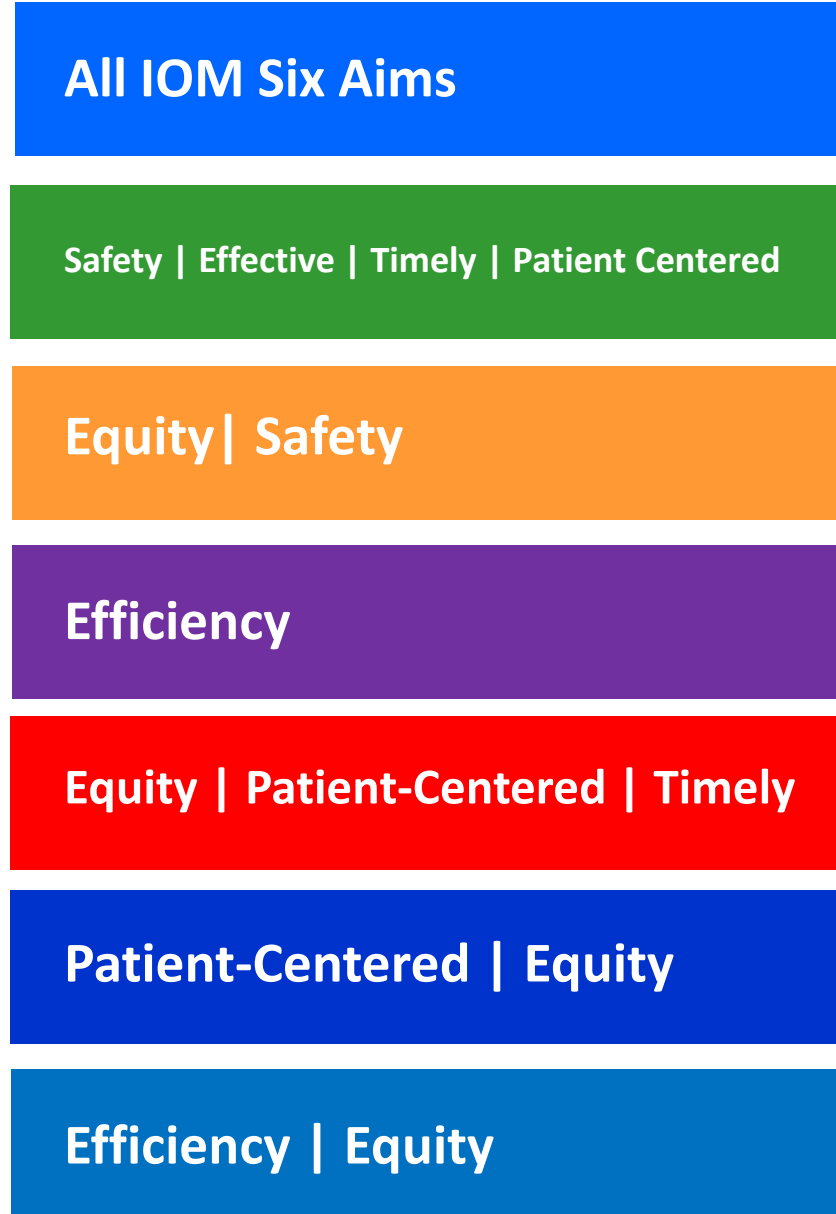 All IOM Six Aims
Safety | Effective | Timely | Patient Centered
Equity| Safety
Efficiency
Equity | Patient-Centered | Timely
Patient-Centered | Equity
Efficiency | Equity